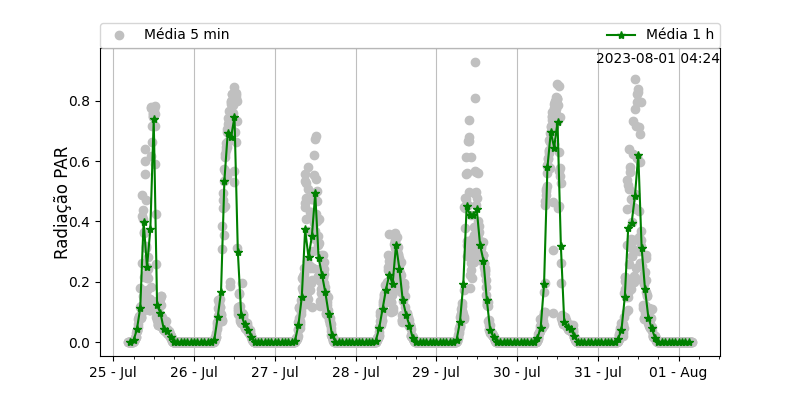 Média 5 min
Média 1 h
2023-08-01 04:24
Radiação PAR
0.8
0.6
0.4
0.2
0.0
25 - Jul
26 - Jul
27 - Jul
28 - Jul
29 - Jul
30 - Jul
31 - Jul
01 - Aug